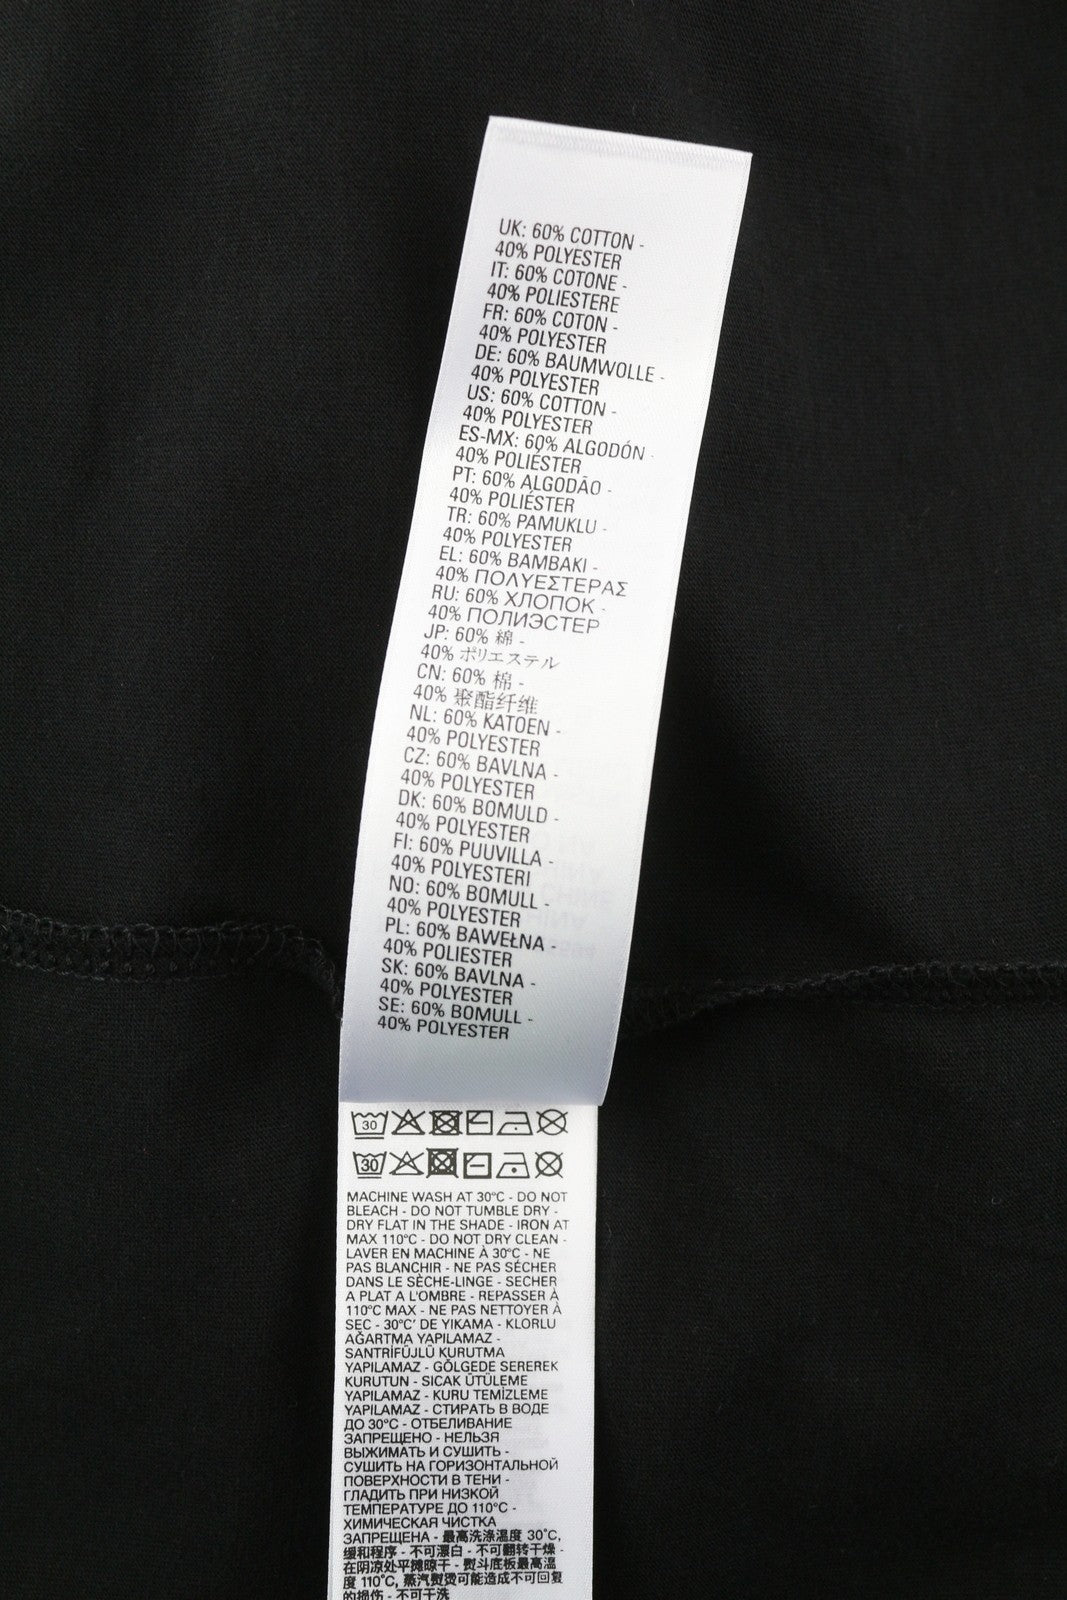 UK: 60% COTTON -
40% POLYESTER
IT: 60% COTONE -
40% POLIESTERE
FR: 60% COTON -
40% POLYESTER
DE: 60% BAUMWOLLE -
40% POLYESTER
US: 60% COTTON -
40% POLYESTER
ES-MX: 60% ALGODÓN -
40% POLIÉSTER
PT: 60% ALGODÃO -
40% POLIÉSTER
TR: 60% PAMUKLU -
40% POLYESTER
EL: 60% BAMBAKI -
40% ΠΟΛΥΕΣΤΕΡΑΣ
RU: 60% ХЛОПОК -
40% ПОЛИЭСТЕР
JP: 60% 綿 -
40% ポリエステル
CN: 60% 棉 -
40% 聚酯纤维
NL: 60% KATOEN -
40% POLYESTER
CZ: 60% BAVLNA -
40% POLYESTER
DK: 60% BOMULD -
40% POLYESTER
FI: 60% PUUVILLA -
40% POLYESTERI
NO: 60% BOMULL -
40% POLYESTER
PL: 60% BAWEŁNA -
40% POLIESTER
SK: 60% BAVLNA -
40% POLYESTER
SE: 60% BOMULL -
40% POLYESTER
30
30
MACHINE WASH AT 30°C - DO NOT
BLEACH - DO NOT TUMBLE DRY -
DRY FLAT IN THE SHADE - IRON AT
MAX 110°C - DO NOT DRY CLEAN -
LAVER EN MACHINE À 30°C - NE
PAS BLANCHIR - NE PAS SÉCHER
DANS LE SÈCHE-LINGE - SECHER
A PLAT A L'OMBRE - REPASSER À
110°C MAX - NE PAS NETTOYER À
SEC - 30°C' DE YIKAMA - KLORLU
AĞARTMA YAPILAMAZ -
SANTRİFÜJLÜ KURUTMA
YAPILAMAZ - GÖLGEDE SEREREK
KURUTUN - SICAK ÜTÜLEME
YAPILAMAZ - KURU TEMİZLEME
YAPILAMAZ - СТИРАТЬ В ВОДЕ
ДО 30°C - ОТБЕЛИВАНИЕ
ЗАПРЕЩЕНО - НЕЛЬЗЯ
ВЫЖИМАТЬ И СУШИТЬ -
СУШИТЬ НА ГОРИЗОНТАЛЬНОЙ
ПОВЕРХНОСТИ В ТЕНИ -
ГЛАДИТЬ ПРИ НИЗКОЙ
ТЕМПЕРАТУРЕ ДО 110°C -
ХИМИЧЕСКАЯ ЧИСТКА
ЗАПРЕЩЕНА - 最高洗涤温度 30°C,
缓和程序 - 不可漂白 - 不可翻转干燥 -
在阴凉处平摊晾干 - 熨斗底板最高温
度 110°C, 蒸汽熨烫可能造成不可回复
的损伤 - 不可干洗